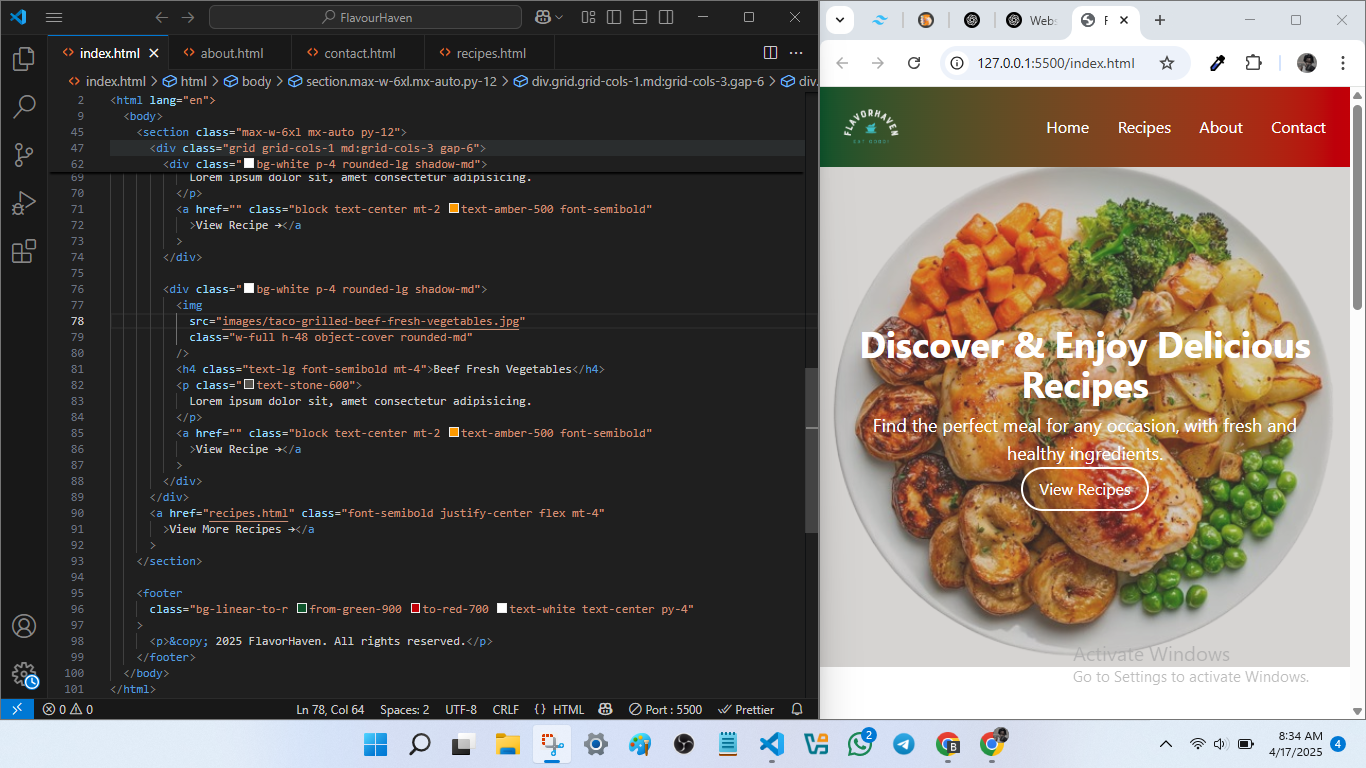 FlavourHaven
index.html
about.html
contact.html
recipes.html
index.html > html > body > section.max-w-6xl.mx-auto.py-12 > div.grid.grid-cols-1.md:grid-cols-3.gap-6 > div.
2 <html lang="en">
9 <body>
45 <section class="max-w-6xl mx-auto py-12">
47 <div class="grid grid-cols-1 md:grid-cols-3 gap-6">
62 <div class="bg-white p-4 rounded-lg shadow-md">
69 Lorem ipsum dolor sit, amet consectetur adipisicing.
70 </p>
71 <a href="" class="block text-center mt-2 text-amber-500 font-semibold"
72 >View Recipe →</a
73 >
74 </div>
75
76 <div class="bg-white p-4 rounded-lg shadow-md">
77 <img
78 src="images/taco-grilled-beef-fresh-vegetables.jpg"
79 class="w-full h-48 object-cover rounded-md"
80 />
81 <h4 class="text-lg font-semibold mt-4">Beef Fresh Vegetables</h4>
82 <p class="text-stone-600">
83 Lorem ipsum dolor sit, amet consectetur adipisicing.
84 </p>
85 <a href="" class="block text-center mt-2 text-amber-500 font-semibold"
86 >View Recipe →</a
87 >
88 </div>
89 </div>
90 <a href="recipes.html" class="font-semibold justify-center flex mt-4"
91 >View More Recipes →</a
92 >
93 </section>
94
95 <footer
96 class="bg-linear-to-r from-green-900 to-red-700 text-white text-center py-4"
97 >
98 <p>&copy; 2025 FlavorHaven. All rights reserved.</p>
99 </footer>
100 </body>
101 </html>
0 0
Ln 78, Col 64
Spaces: 2
UTF-8
CRLF
{} HTML
Port : 5500
Prettier
Webs
F
127.0.0.1:5500/index.html
FLAVORHAVEN
EAT GOOD!
Home
Recipes
About
Contact
Discover & Enjoy Delicious
Recipes
Find the perfect meal for any occasion, with fresh and
healthy ingredients.
View Recipes
Activate Windows
Go to Settings to activate Windows.
2
B
8:34 AM
4/17/2025
4